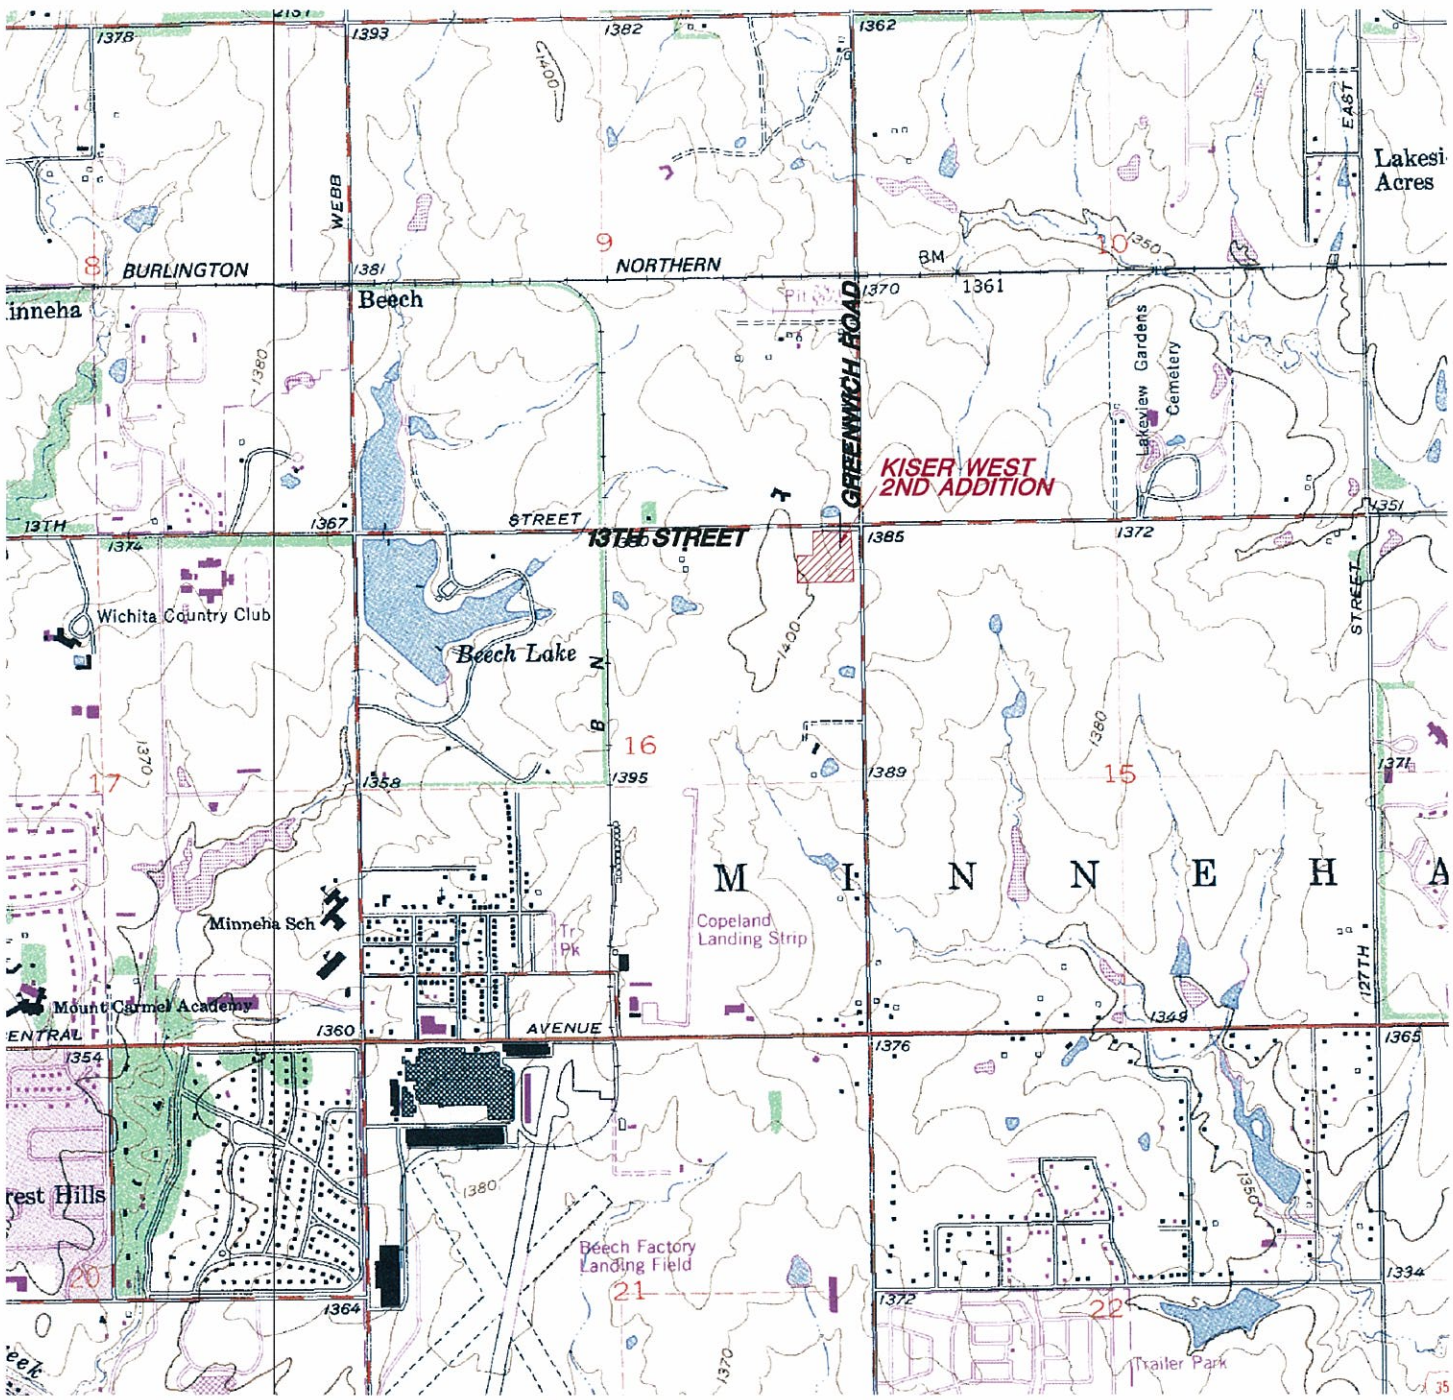 2151
1378
1393
1382
1362
1400
EAST
Lakesi
Acres
WEBB
8
BURLINGTON
9
NORTHERN
BM
10
1350
1381
1370
1361
inneha
Beech
Pit
GREENWICH ROAD
Lakeview Gardens
Cemetery
1380
KISER WEST
2ND ADDITION
13TH
1367
STREET
13TH STREET
1385
1372
1351
1374
Wichita Country Club
Beech Lake
1400
STREET
B N
16
1380
1370
17
1358
1395
1389
15
1371
M I N N E H A
Minneha Sch
Tr
Pk
Copeland
Landing Strip
127TH
Mount Carmel Academy
ENTRAL
1360
AVENUE
1349
1354
1376
1365
rest Hills
1380
1350
Beech Factory
Landing Field
20
21
1334
1364
1372
22
eek
1370
Trailer Park